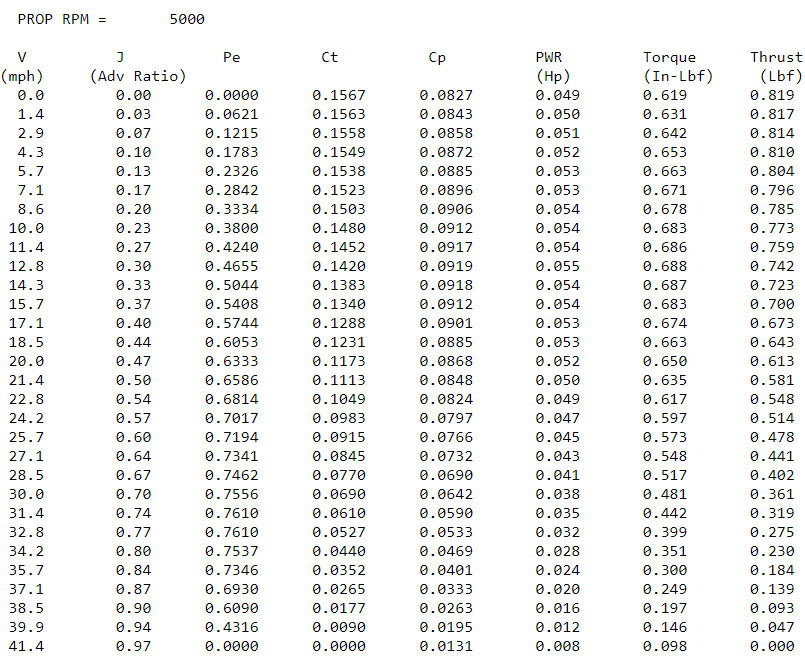 PROP RPM = 5000
V J Pe Ct Cp PWR Torque Thrust
(mph) (Adv Ratio) (Hp) (In-Lbf) (Lbf)
0.0 0.00 0.0000 0.1567 0.0827 0.049 0.619 0.819
1.4 0.03 0.0621 0.1563 0.0843 0.050 0.631 0.817
2.9 0.07 0.1215 0.1558 0.0858 0.051 0.642 0.814
4.3 0.10 0.1783 0.1549 0.0872 0.052 0.653 0.810
5.7 0.13 0.2326 0.1538 0.0885 0.053 0.663 0.804
7.1 0.17 0.2842 0.1523 0.0896 0.053 0.671 0.796
8.6 0.20 0.3334 0.1503 0.0906 0.054 0.678 0.785
10.0 0.23 0.3800 0.1480 0.0912 0.054 0.683 0.773
11.4 0.27 0.4240 0.1452 0.0917 0.054 0.686 0.759
12.8 0.30 0.4655 0.1420 0.0919 0.055 0.688 0.742
14.3 0.33 0.5044 0.1383 0.0918 0.054 0.687 0.723
15.7 0.37 0.5408 0.1340 0.0912 0.054 0.683 0.700
17.1 0.40 0.5744 0.1288 0.0901 0.053 0.674 0.673
18.5 0.44 0.6053 0.1231 0.0885 0.053 0.663 0.643
20.0 0.47 0.6333 0.1173 0.0868 0.052 0.650 0.613
21.4 0.50 0.6586 0.1113 0.0848 0.050 0.635 0.581
22.8 0.54 0.6814 0.1049 0.0824 0.049 0.617 0.548
24.2 0.57 0.7017 0.0983 0.0797 0.047 0.597 0.514
25.7 0.60 0.7194 0.0915 0.0766 0.045 0.573 0.478
27.1 0.64 0.7341 0.0845 0.0732 0.043 0.548 0.441
28.5 0.67 0.7462 0.0770 0.0690 0.041 0.517 0.402
30.0 0.70 0.7556 0.0690 0.0642 0.038 0.481 0.361
31.4 0.74 0.7610 0.0610 0.0590 0.035 0.442 0.319
32.8 0.77 0.7610 0.0527 0.0533 0.032 0.399 0.275
34.2 0.80 0.7537 0.0440 0.0469 0.028 0.351 0.230
35.7 0.84 0.7346 0.0352 0.0401 0.024 0.300 0.184
37.1 0.87 0.6930 0.0265 0.0333 0.020 0.249 0.139
38.5 0.90 0.6090 0.0177 0.0263 0.016 0.197 0.093
39.9 0.94 0.4316 0.0090 0.0195 0.012 0.146 0.047
41.4 0.97 0.0000 0.0000 0.0131 0.008 0.098 0.000